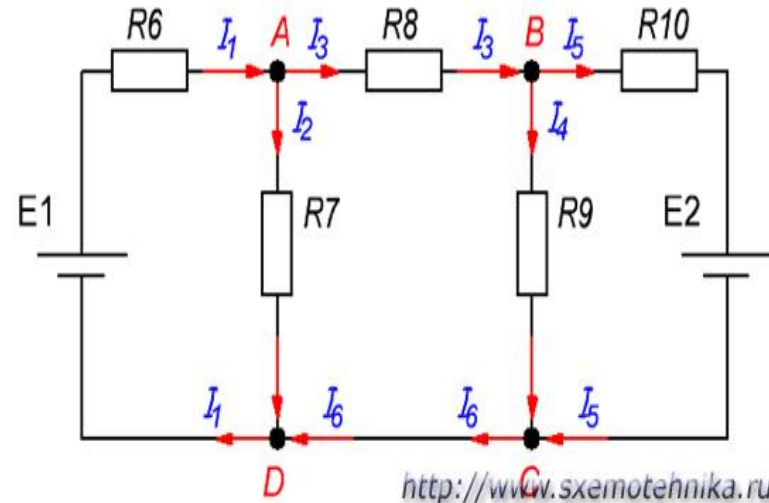 R6 I1 A I3 R8 I3 B I5 R10
I2 I4
E1 R7 R9 E2
I1 I6 I6 I5
D C
http://www.sxemotehnika.ru